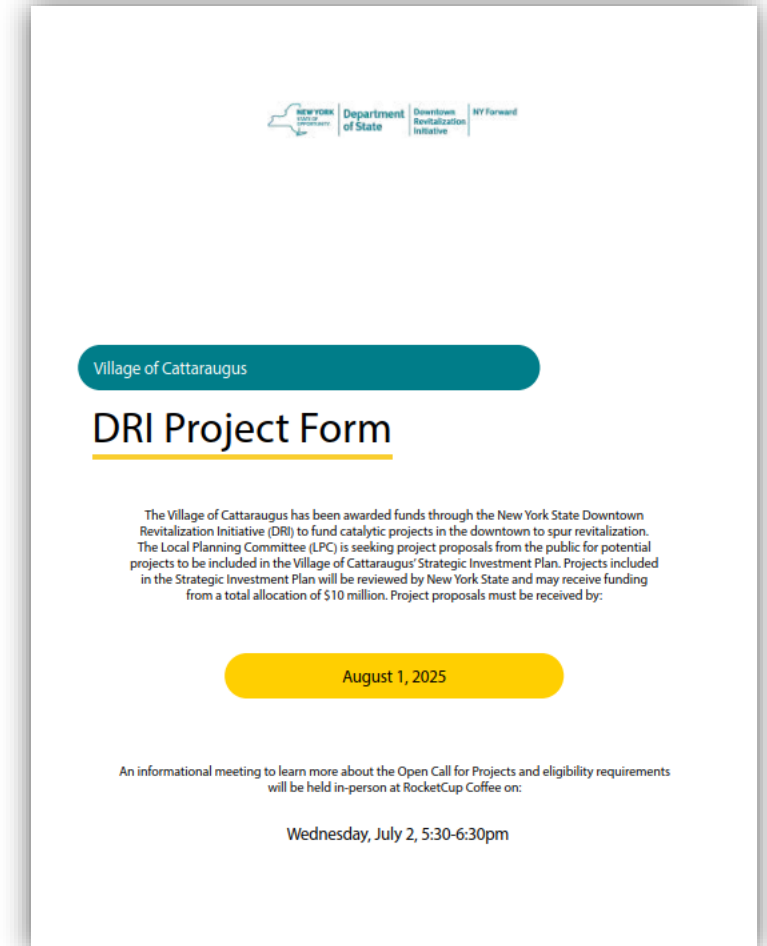 NEW YORK
STATE OF
OPPORTUNITY
Department
of State
Downtown
Revitalization
Initiative
NY Forward
Village of Cattaraugus
DRI Project Form
The Village of Cattaraugus has been awarded funds through the New York State Downtown
Revitalization Initiative (DRI) to fund catalytic projects in the downtown to spur revitalization.
The Local Planning Committee (LPC) is seeking project proposals from the public for potential
projects to be included in the Village of Cattaraugus' Strategic Investment Plan. Projects included
in the Strategic Investment Plan will be reviewed by New York State and may receive funding
from a total allocation of $10 million. Project proposals must be received by:
August 1, 2025
An informational meeting to learn more about the Open Call for Projects and eligibility requirements
will be held in-person at RocketCup Coffee on:
Wednesday, July 2, 5:30-6:30pm